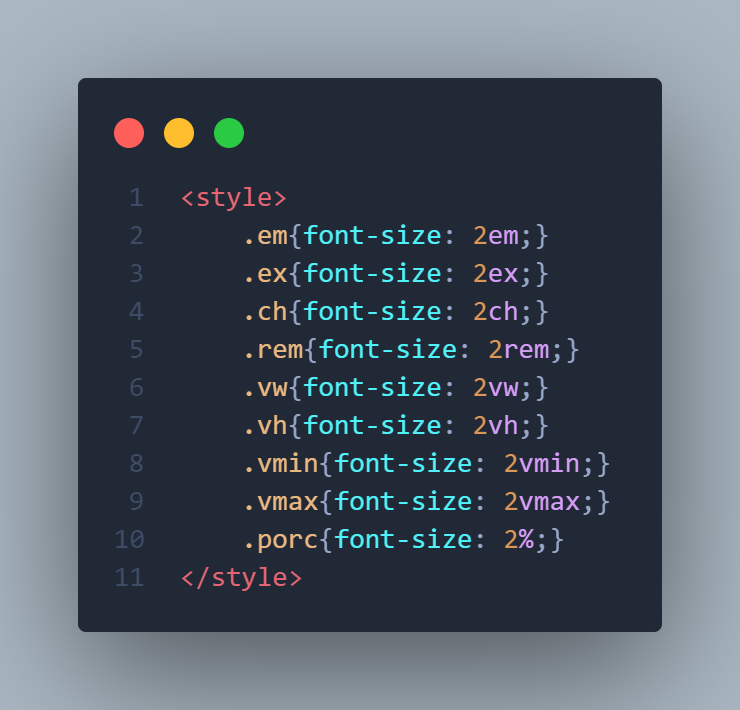 1 <style>
2 .em{font-size: 2em;}
3 .ex{font-size: 2ex;}
4 .ch{font-size: 2ch;}
5 .rem{font-size: 2rem;}
6 .vw{font-size: 2vw;}
7 .vh{font-size: 2vh;}
8 .vmin{font-size: 2vmin;}
9 .vmax{font-size: 2vmax;}
10 .porc{font-size: 2%;}
11 </style>